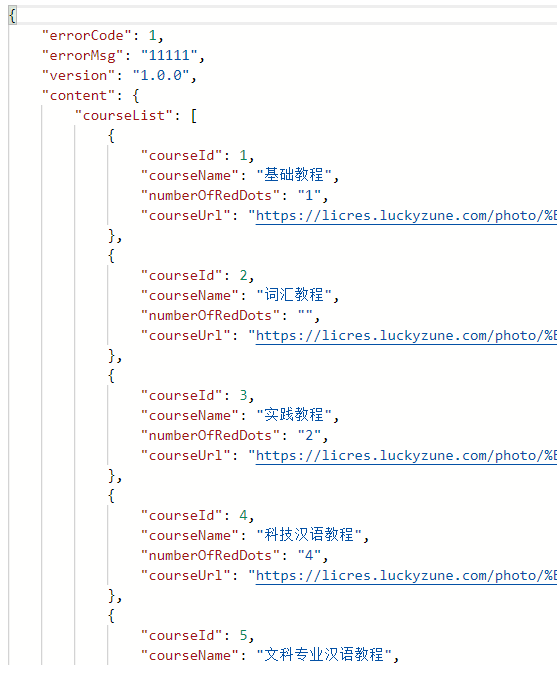 {
"errorCode": 1,
"errorMsg": "11111",
"version": "1.0.0",
"content": {
"courseList": [
{
"courseId": 1,
"courseName": "基础教程",
"numberOfRedDots": "1",
"courseUrl": "https://licres.luckyzune.com/photo/%E
},
{
"courseId": 2,
"courseName": "词汇教程",
"numberOfRedDots": "",
"courseUrl": "https://licres.luckyzune.com/photo/%E
},
{
"courseId": 3,
"courseName": "实践教程",
"numberOfRedDots": "2",
"courseUrl": "https://licres.luckyzune.com/photo/%E
},
{
"courseId": 4,
"courseName": "科技汉语教程",
"numberOfRedDots": "4",
"courseUrl": "https://licres.luckyzune.com/photo/%E
},
{
"courseId": 5,
"courseName": "文科专业汉语教程",